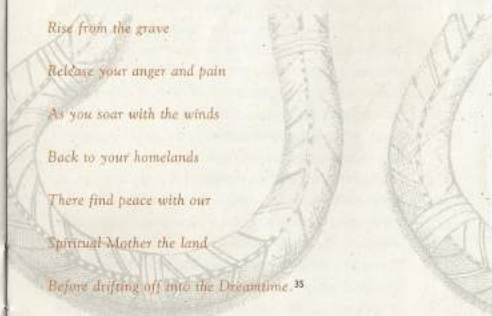 Rise from the grave
Release your anger and pain
As you soar with the winds
Back to your homelands
There find peace with our
Spiritual Mother the land
Before drifting off into the Dreamtime.35